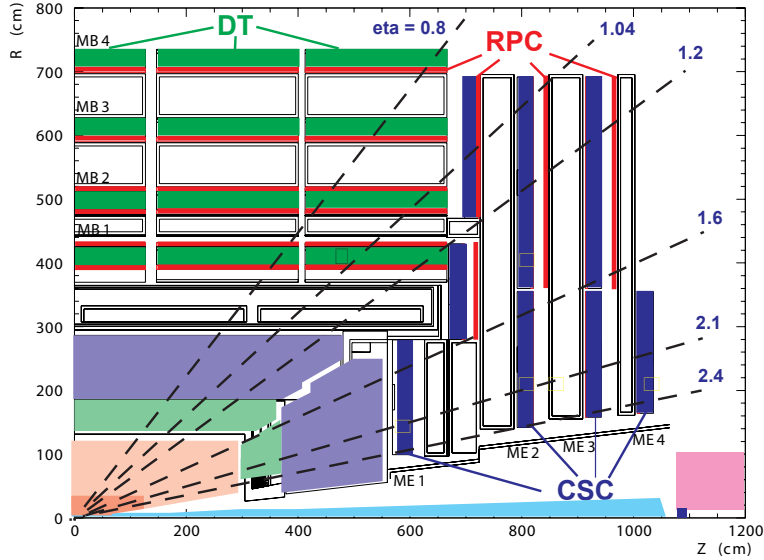 R (cm)
800
700
600
500
400
300
200
100
0
MB 4
DT
eta = 0.8
RPC
1.04
1.2
MB 3
MB 2
MB 1
1.6
2.1
2.4
ME 1
ME 2
ME 3
ME 4
CSC
0
200
400
600
800
1000
1200
Z (cm)